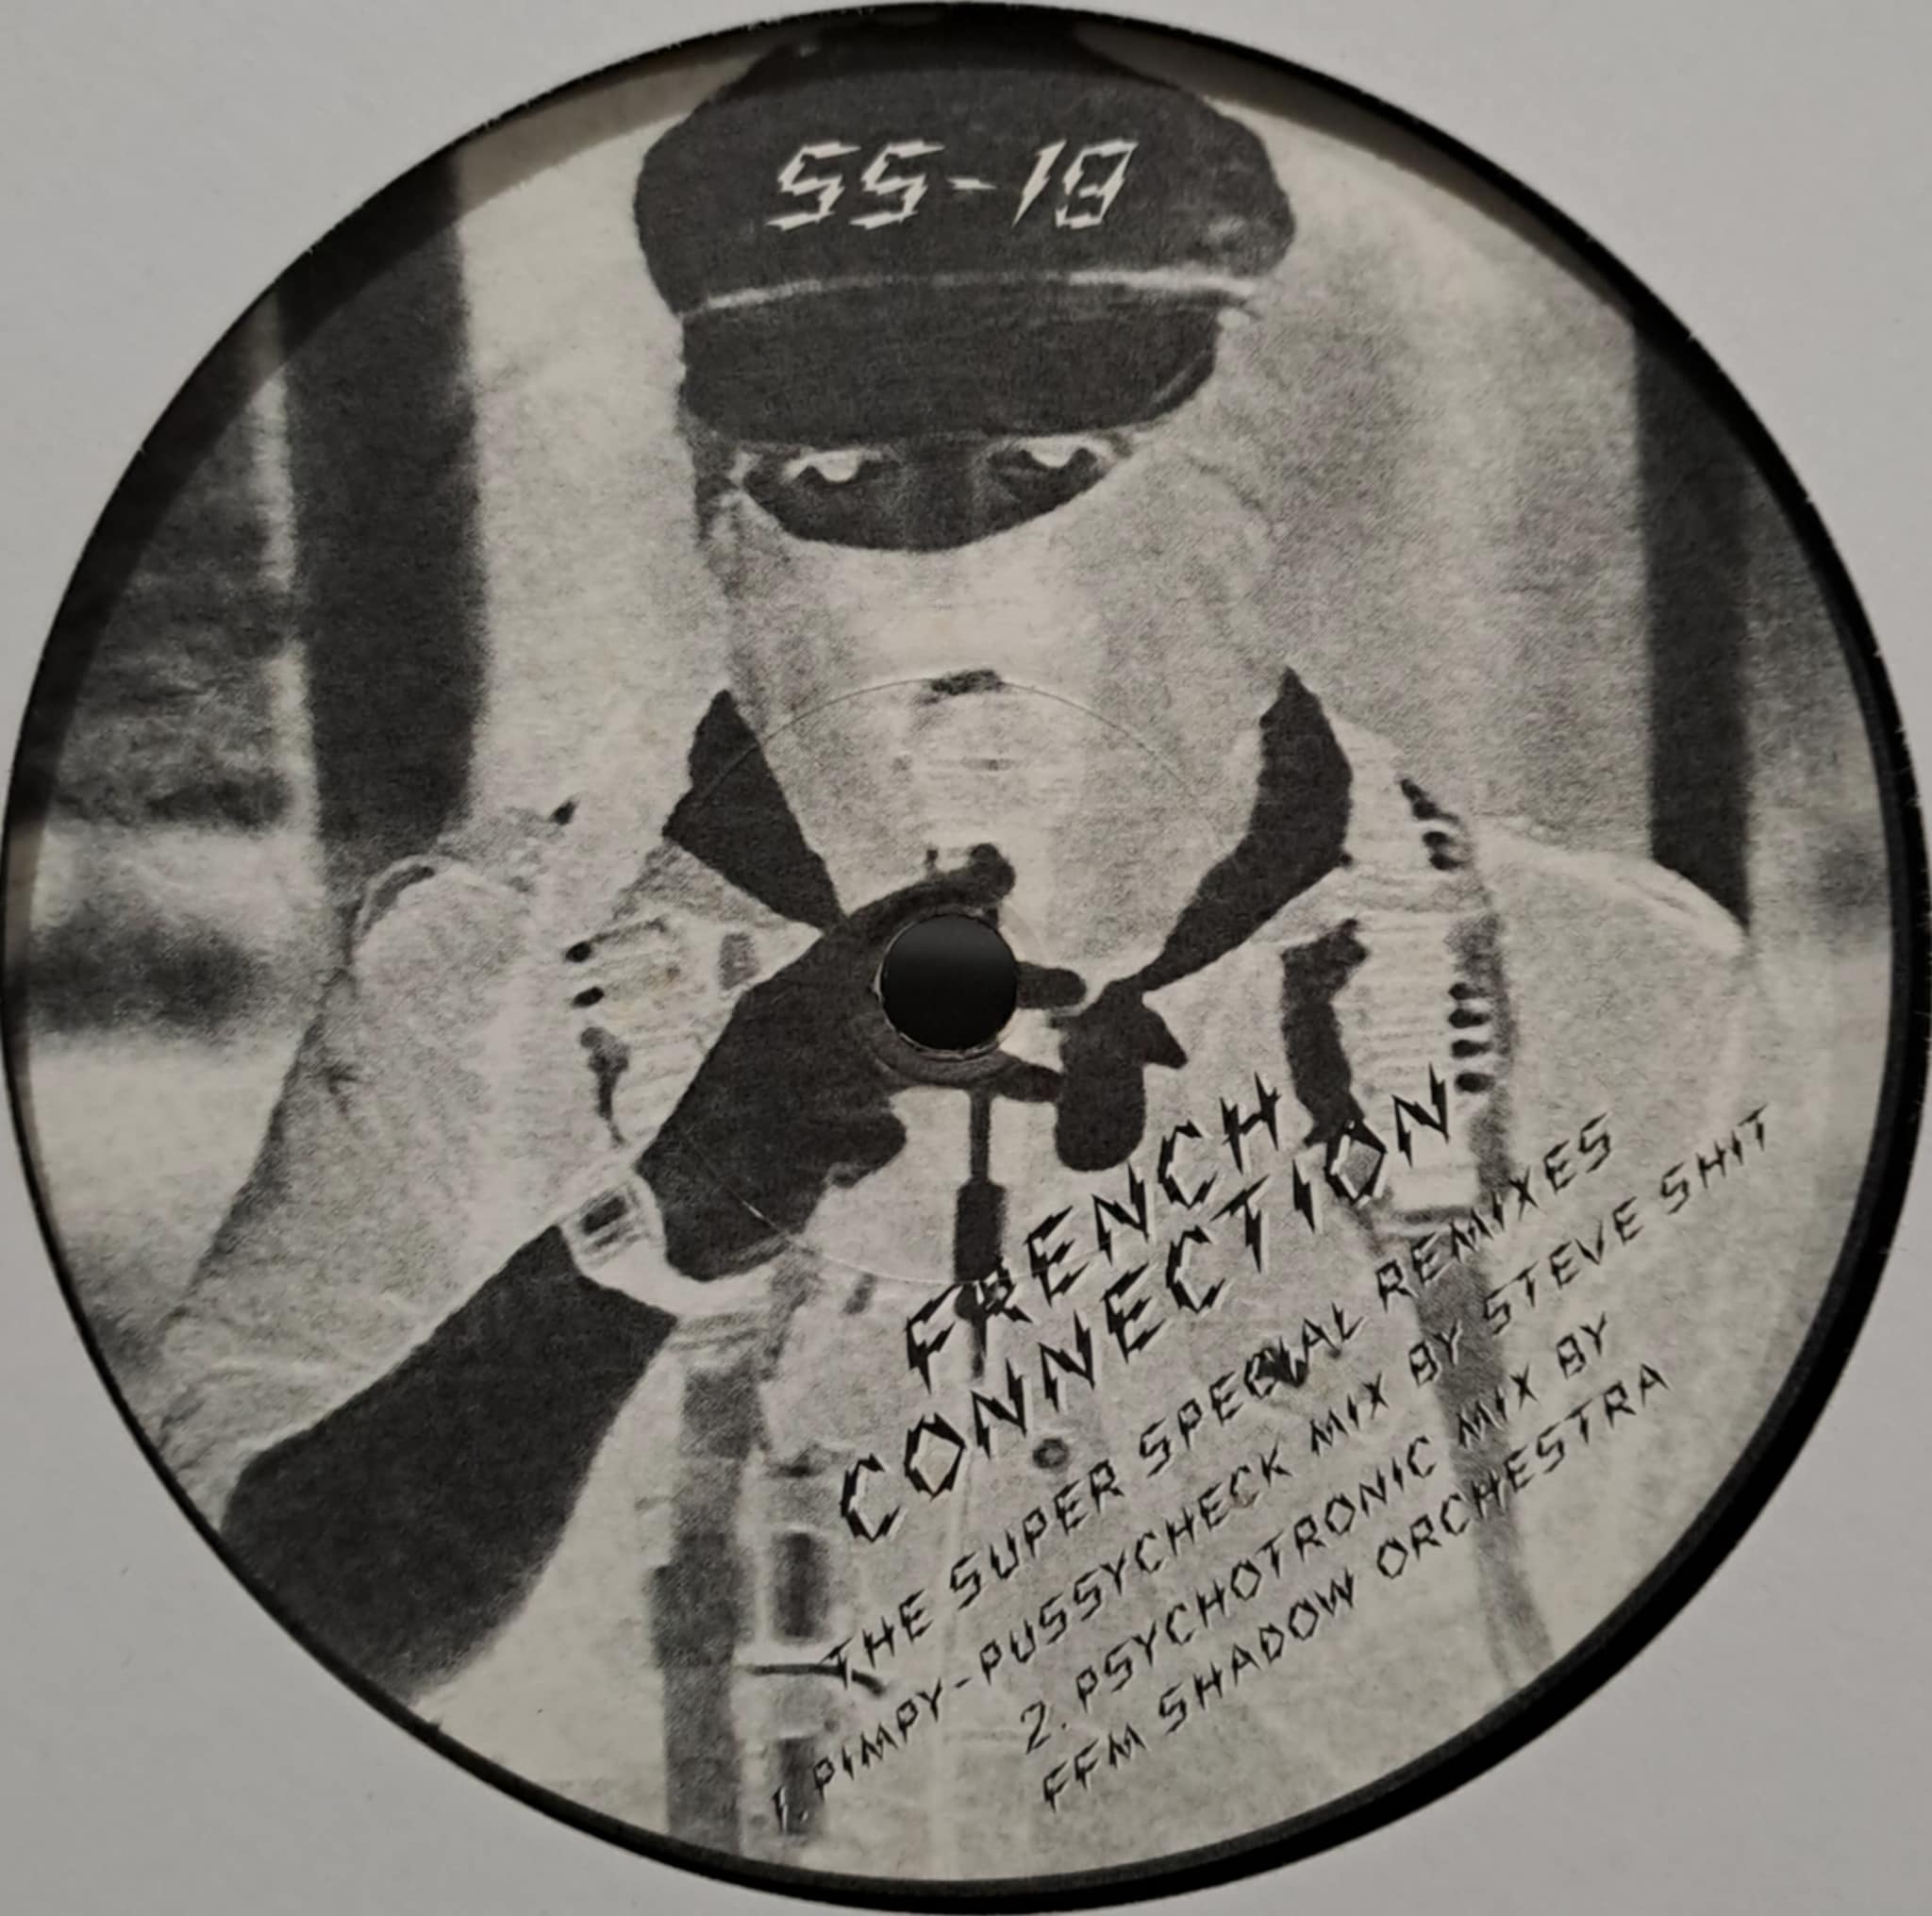 SS-18
FRENCH
CONNECTION
THE SUPER SPECIAL REMIXES
1. PIMPY-PUSSYCHECK MIX BY STEVE SHIT
2. PSYCHOTRONIC MIX BY
FFM SHADOW ORCHESTRA